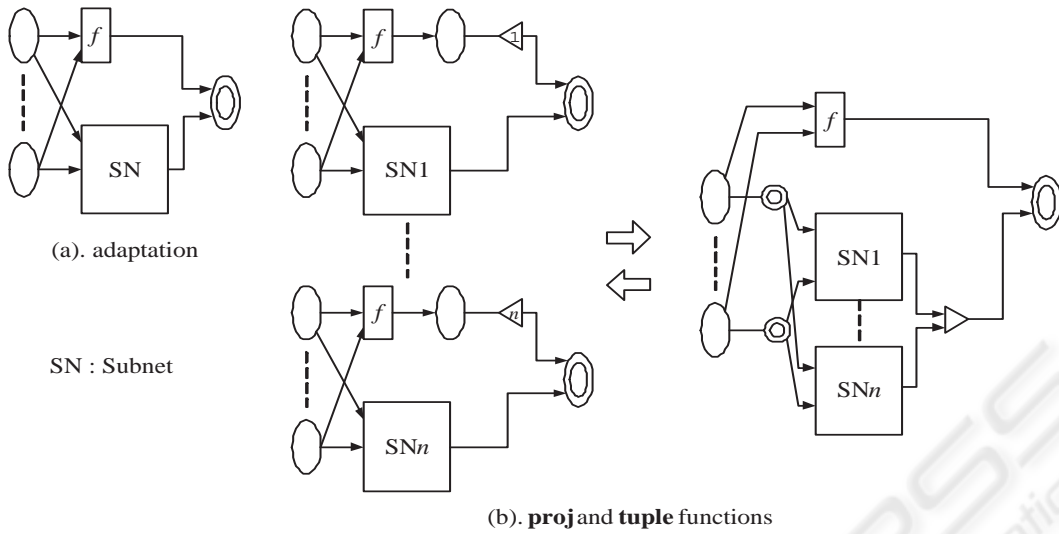 f
SN
(a). adaptation
SN : Subnet
f
1
SN1
f
n
SNn
f
SN1
SNn
(b). proj and tuple functions